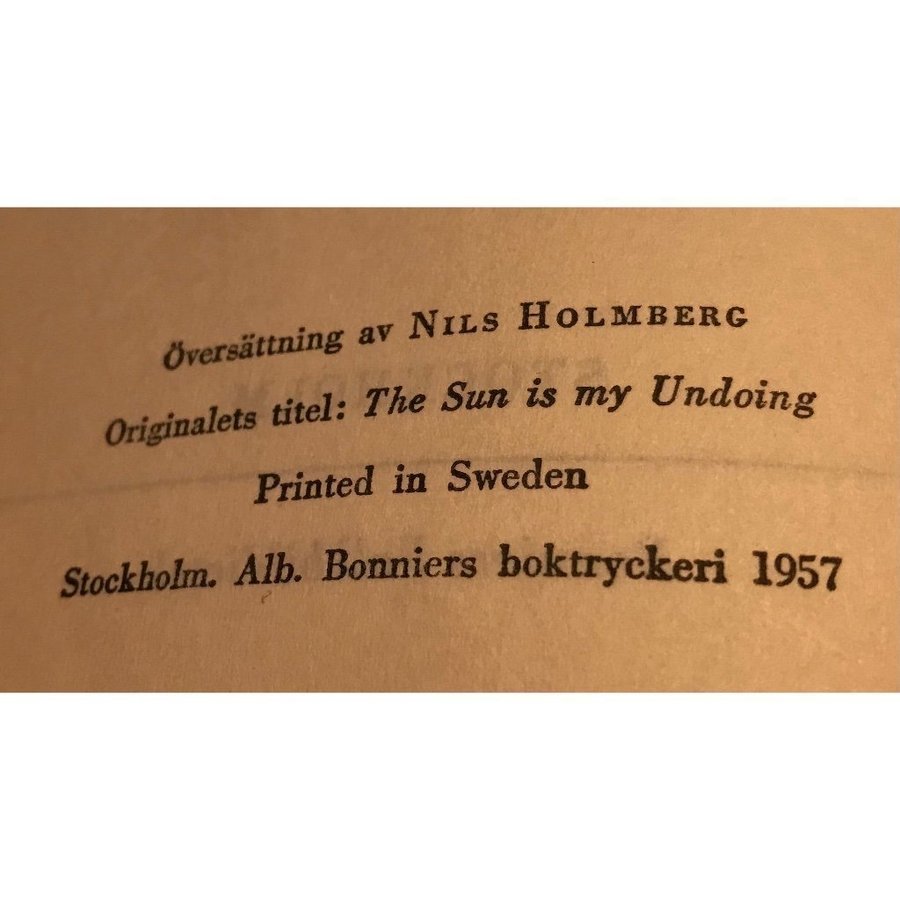 Översättning av NILS HOLMBERG
Originalets titel: The Sun is my Undoing
Printed in Sweden
Stockholm. Alb. Bonniers boktryckeri 1957